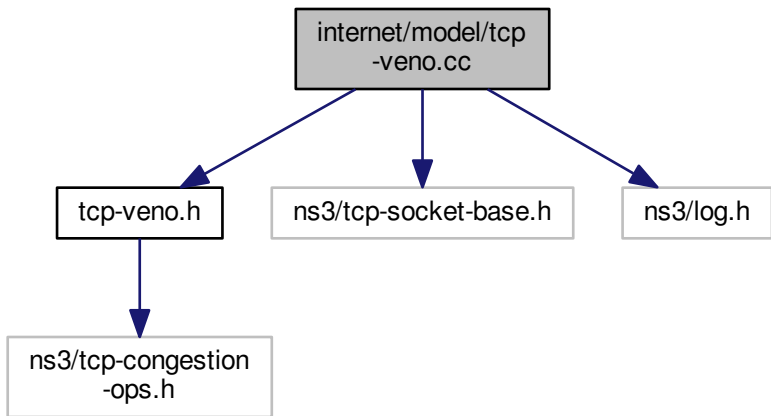 internet/model/tcp
-veno.cc
tcp-veno.h
ns3/tcp-socket-base.h
ns3/log.h
ns3/tcp-congestion
-ops.h